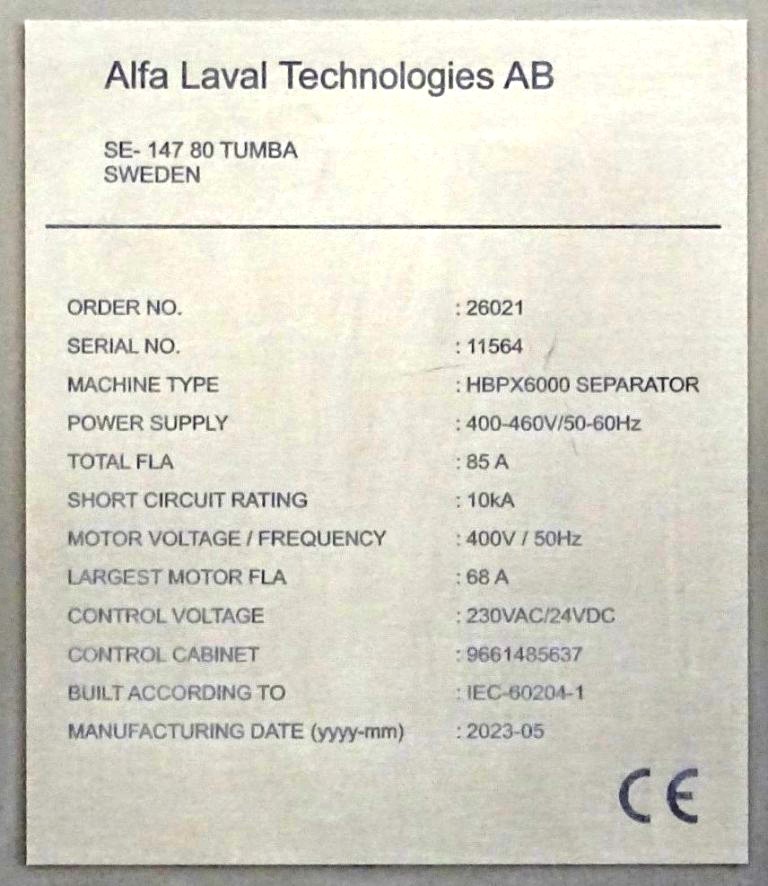 Alfa Laval Technologies AB
SE- 147 80 TUMBA
SWEDEN
ORDER NO. : 26021
SERIAL NO. : 11564
MACHINE TYPE : HBPX6000 SEPARATOR
POWER SUPPLY : 400-460V/50-60Hz
TOTAL FLA : 85 A
SHORT CIRCUIT RATING : 10kA
MOTOR VOLTAGE / FREQUENCY : 400V / 50Hz
LARGEST MOTOR FLA : 68 A
CONTROL VOLTAGE : 230VAC/24VDC
CONTROL CABINET : 9661485637
BUILT ACCORDING TO : IEC-60204-1
MANUFACTURING DATE (yyyy-mm) : 2023-05
CE